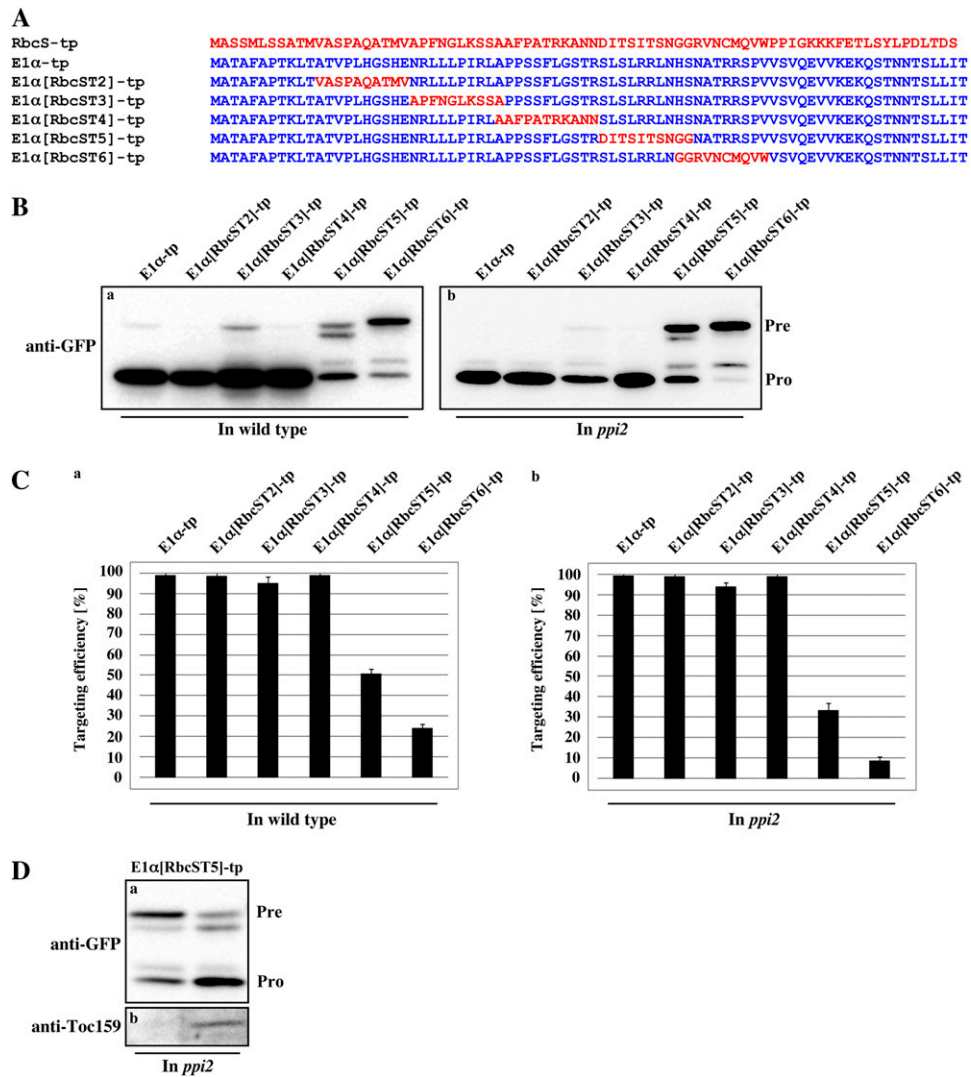 A
RbcS-tp MASSMLSSATMVASPAQATMVAPFNGLKSSAAFPATRKANNDITSITSNGGRVNCMQVWPPIGKKKFETLSYLPDLTDS
E1α-tp MATAFAPTKLTATVPLHGSHENRLLLPIRLAPPSSFLGSTRSLSLRRLNHSNATRRSPVVSVQEVVKEKQSTNNTSLLIT
E1α[RbcST2]-tp MATAFAPTKLTVASPAQATMVNRLLLPIRLAPPSSFLGSTRSLSLRRLNHSNATRRSPVVSVQEVVKEKQSTNNTSLLIT
E1α[RbcST3]-tp MATAFAPTKLTATVPLHGSHEAPFNGLKSSAPPSSFLGSTRSLSLRRLNHSNATRRSPVVSVQEVVKEKQSTNNTSLLIT
E1α[RbcST4]-tp MATAFAPTKLTATVPLHGSHENRLLLPIRLAAFPATRKANNSLSLRRLNHSNATRRSPVVSVQEVVKEKQSTNNTSLLIT
E1α[RbcST5]-tp MATAFAPTKLTATVPLHGSHENRLLLPIRLAPPSSFLGSTRDITSITSNGGNATRRSPVVSVQEVVKEKQSTNNTSLLIT
E1α[RbcST6]-tp MATAFAPTKLTATVPLHGSHENRLLLPIRLAPPSSFLGSTRSLSLRRLNGGRVNCMQVWVSVQEVVKEKQSTNNTSLLIT
B
E1α-tp E1α[RbcST2]-tp E1α[RbcST3]-tp E1α[RbcST4]-tp E1α[RbcST5]-tp E1α[RbcST6]-tp
E1α-tp E1α[RbcST2]-tp E1α[RbcST3]-tp E1α[RbcST4]-tp E1α[RbcST5]-tp E1α[RbcST6]-tp
a b
anti-GFP
Pre
Pro
In wild type In ppi2
C
a b
E1α-tp E1α[RbcST2]-tp E1α[RbcST3]-tp E1α[RbcST4]-tp E1α[RbcST5]-tp E1α[RbcST6]-tp
E1α-tp E1α[RbcST2]-tp E1α[RbcST3]-tp E1α[RbcST4]-tp E1α[RbcST5]-tp E1α[RbcST6]-tp
Targeting efficiency [%]
100
90
80
70
60
50
40
30
20
10
0
In wild type
Targeting efficiency [%]
100
90
80
70
60
50
40
30
20
10
0
In ppi2
D
E1α[RbcST5]-tp
a
anti-GFP
Pre
Pro
b
anti-Toc159
In ppi2